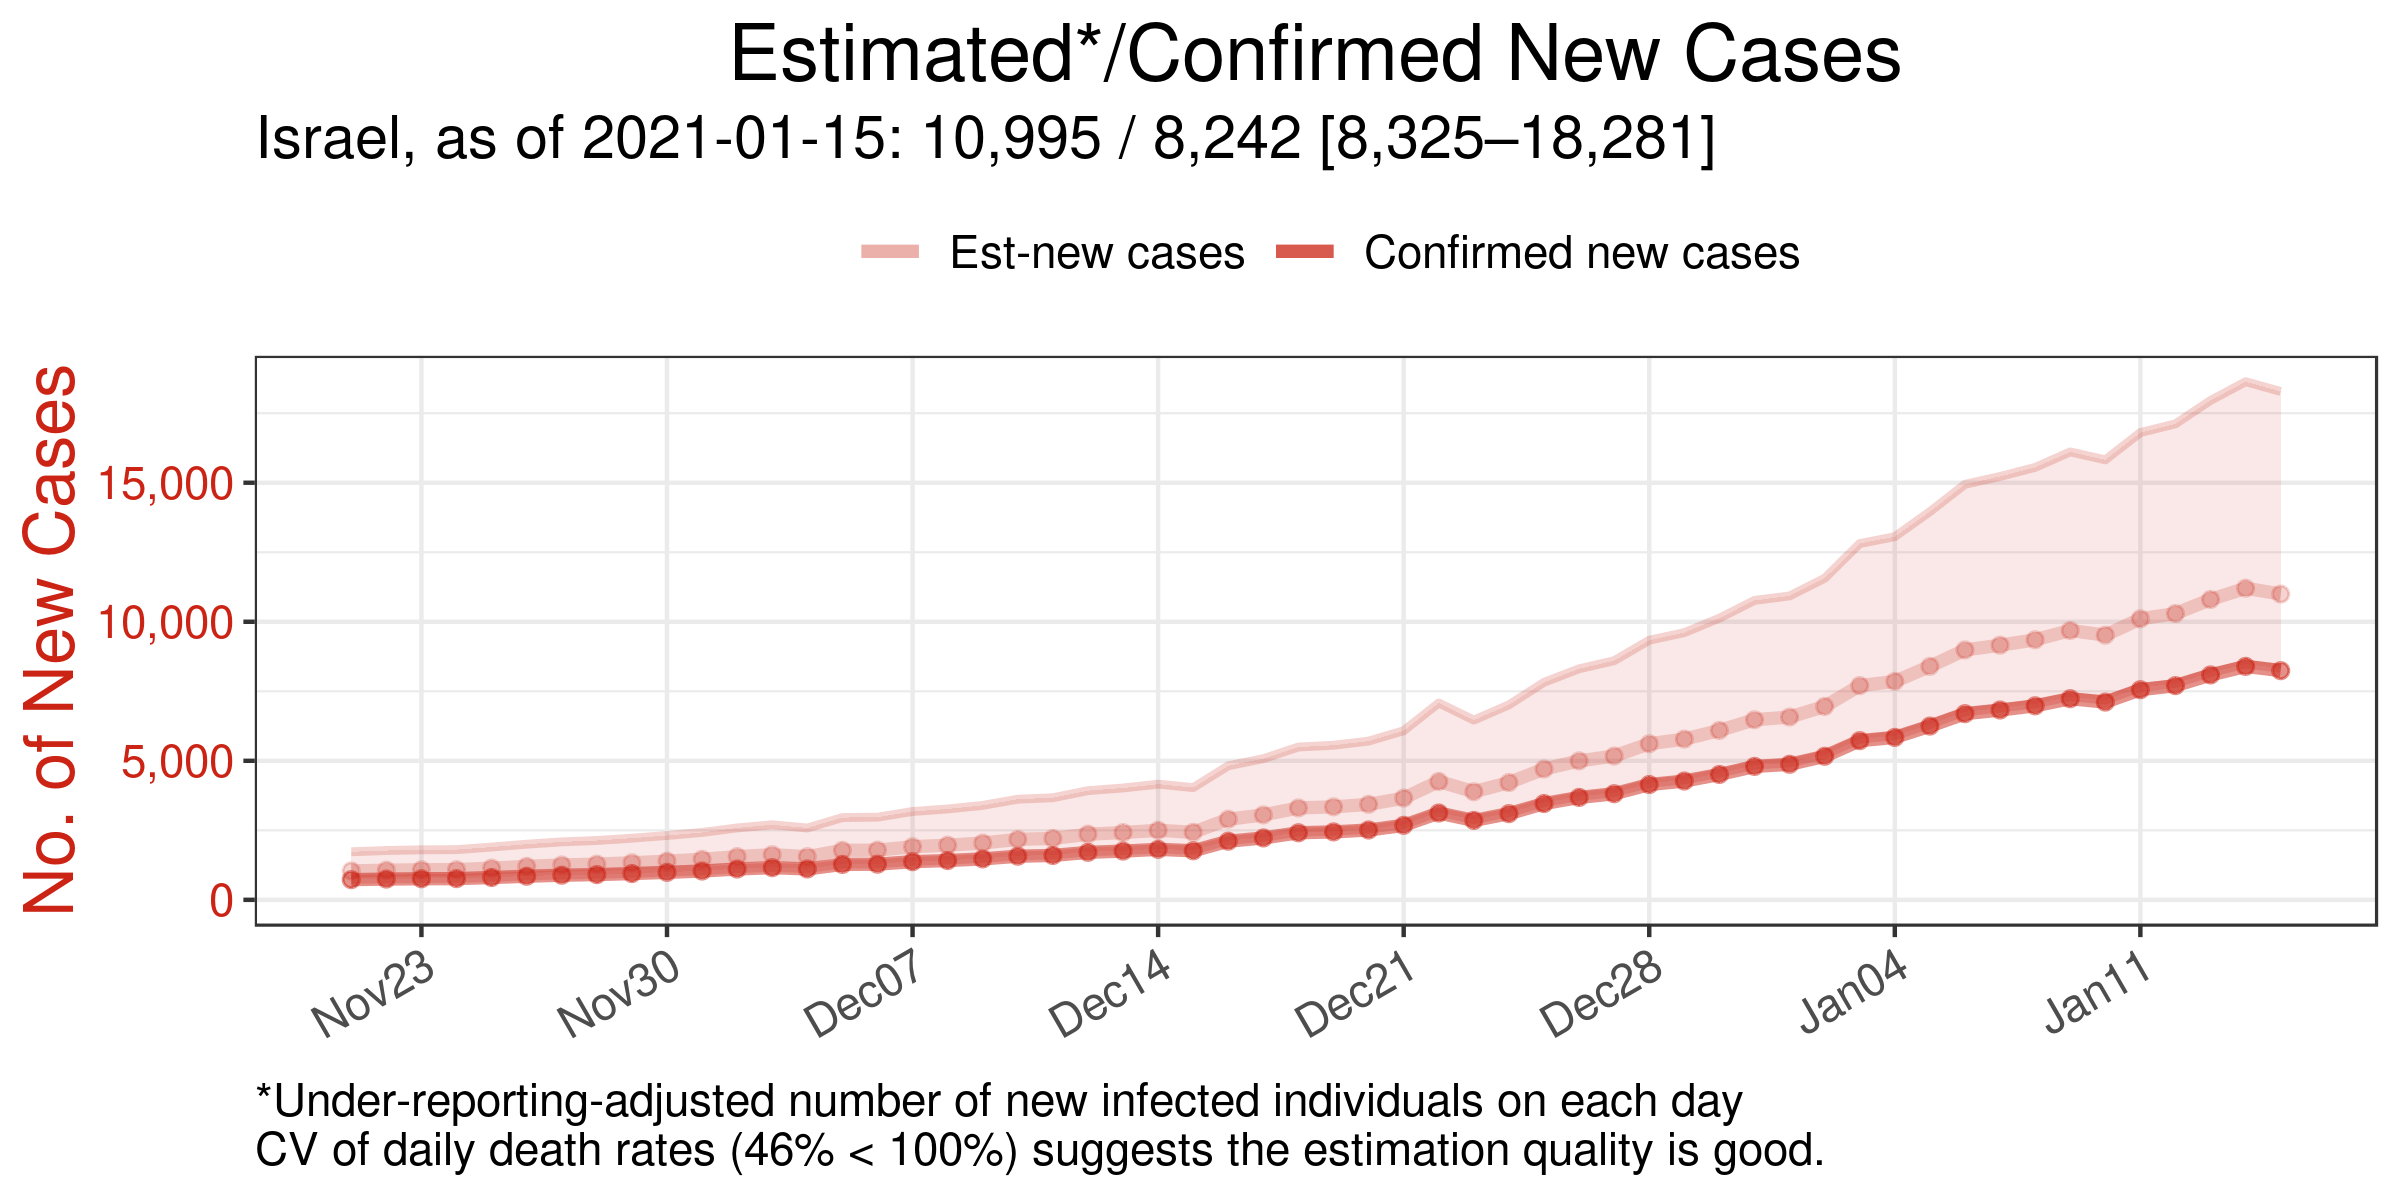 Estimated*/Confirmed New Cases
Israel, as of 2021-01-15: 10,995 / 8,242 [8,325–18,281]
Est-new cases Confirmed new cases
No. of New Cases
15,000
10,000
5,000
0
Nov23 Nov30 Dec07 Dec14 Dec21 Dec28 Jan04 Jan11
*Under-reporting-adjusted number of new infected individuals on each day
CV of daily death rates (46% < 100%) suggests the estimation quality is good.